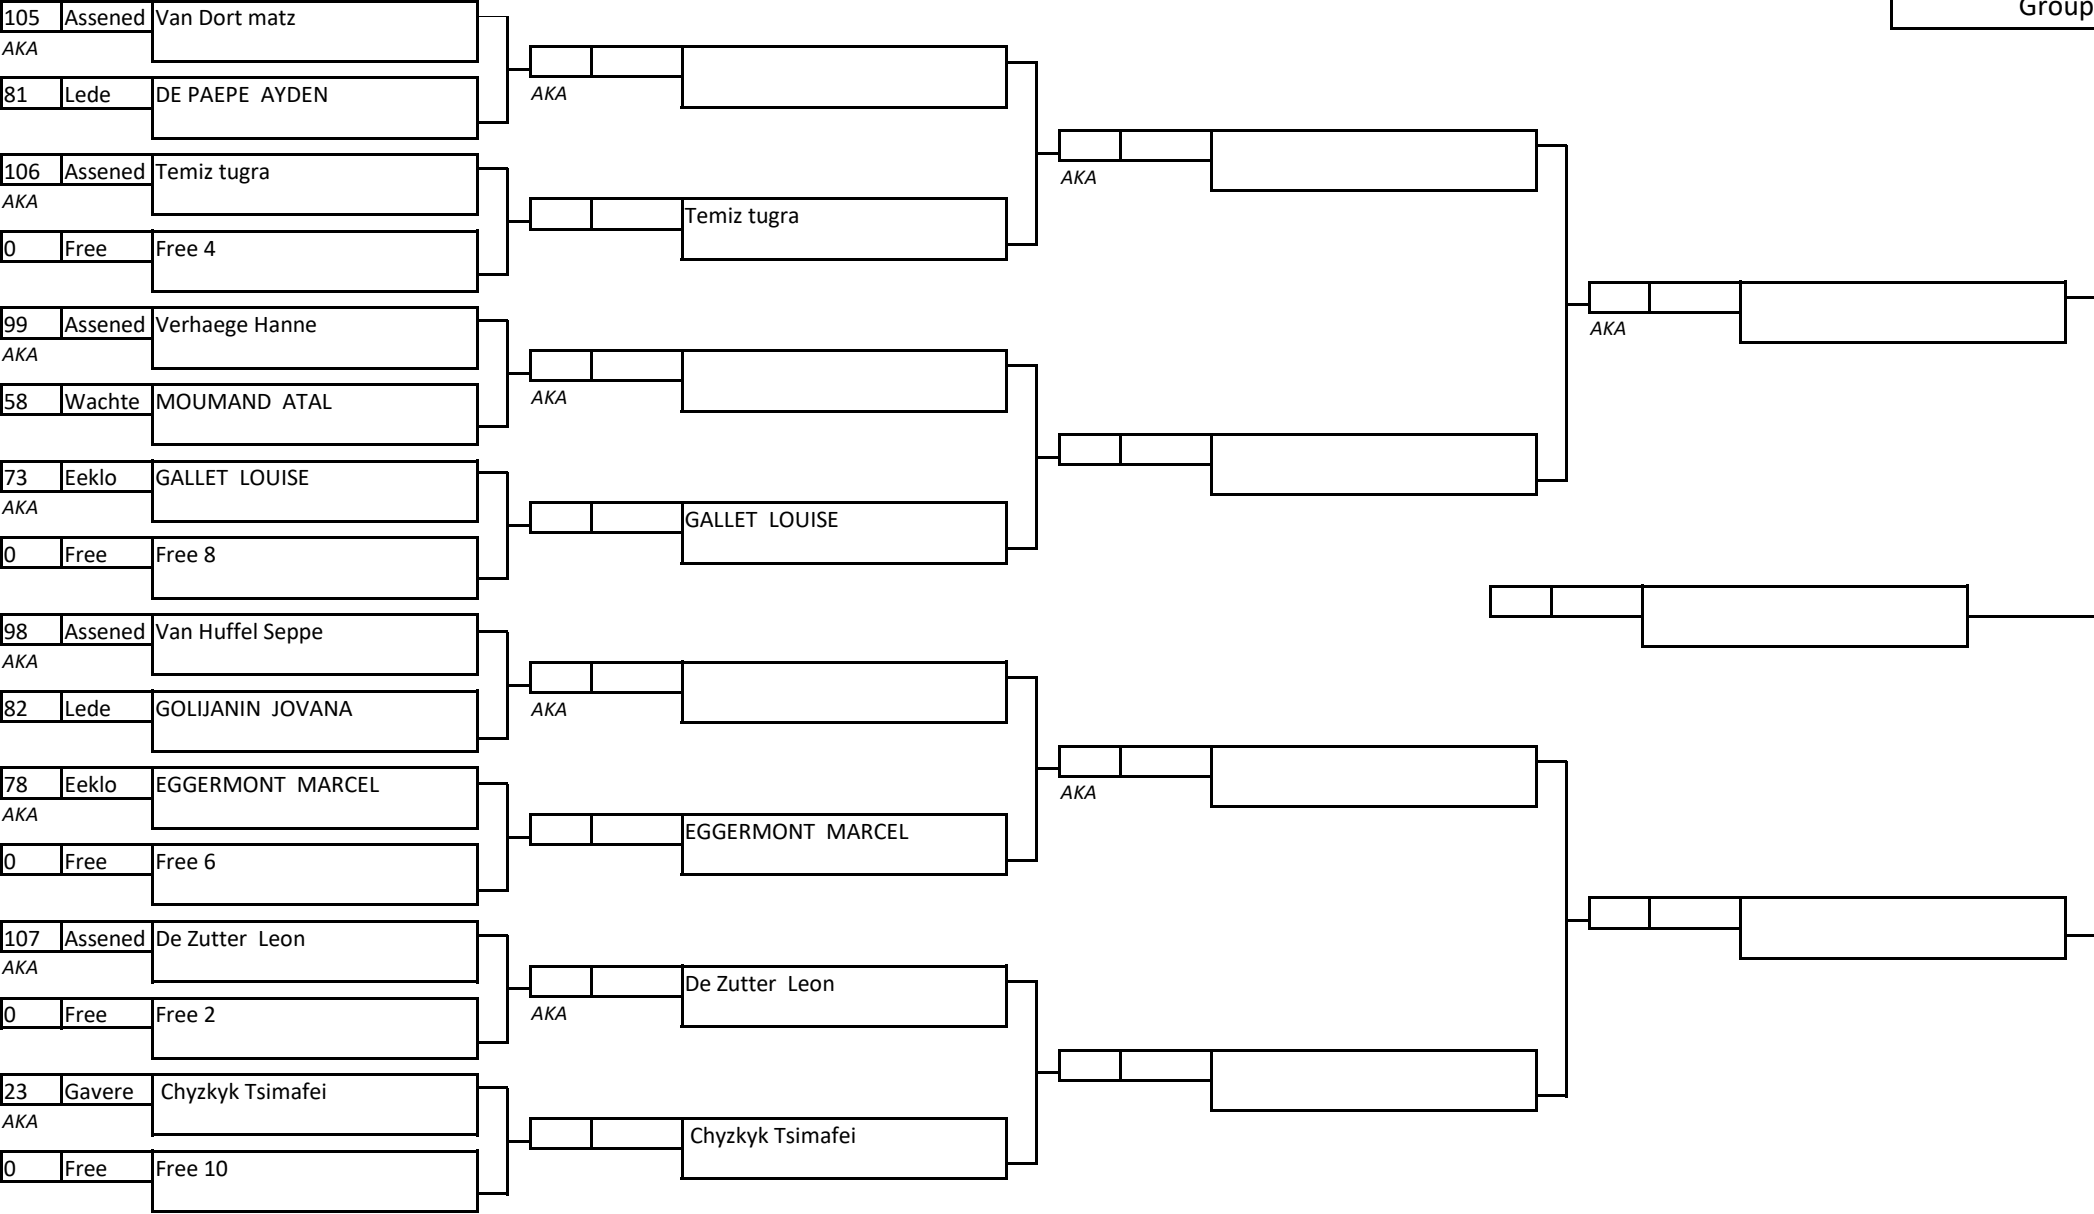 Group
105 Assened Van Dort matz
AKA
81 Lede DE PAEPE  AYDEN
AKA
106 Assened Temiz tugra
AKA
AKA
Temiz tugra
0 Free Free 4
99 Assened Verhaege Hanne
AKA
AKA
58 Wachte MOUMAND  ATAL
AKA
73 Eeklo GALLET  LOUISE
AKA
GALLET  LOUISE
0 Free Free 8
98 Assened Van Huffel Seppe
AKA
82 Lede GOLIJANIN  JOVANA
AKA
78 Eeklo EGGERMONT  MARCEL
AKA
AKA
EGGERMONT  MARCEL
0 Free Free 6
107 Assened De Zutter  Leon
AKA
De Zutter  Leon
0 Free Free 2
AKA
23 Gavere Chyzkyk Tsimafei
AKA
Chyzkyk Tsimafei
0 Free Free 10